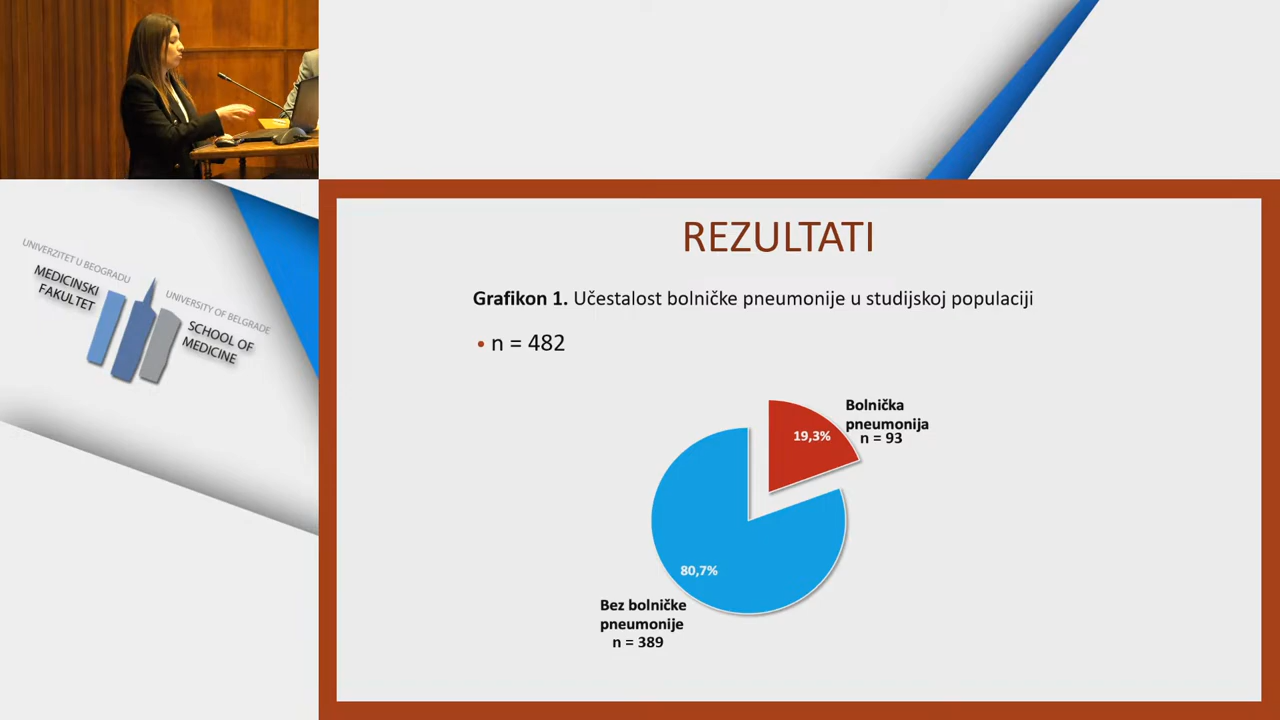 UNIVERZITET U BEOGRADU
MEDICINSKI
FAKULTET
UNIVERSITY OF BELGRADE
SCHOOL OF
MEDICINE
REZULTATI
Grafikon 1. Učestalost bolničke pneumonije u studijskoj populaciji
• n = 482
Bolnička
pneumonija
n = 93
19,3%
80,7%
Bez bolničke
pneumonije
n = 389